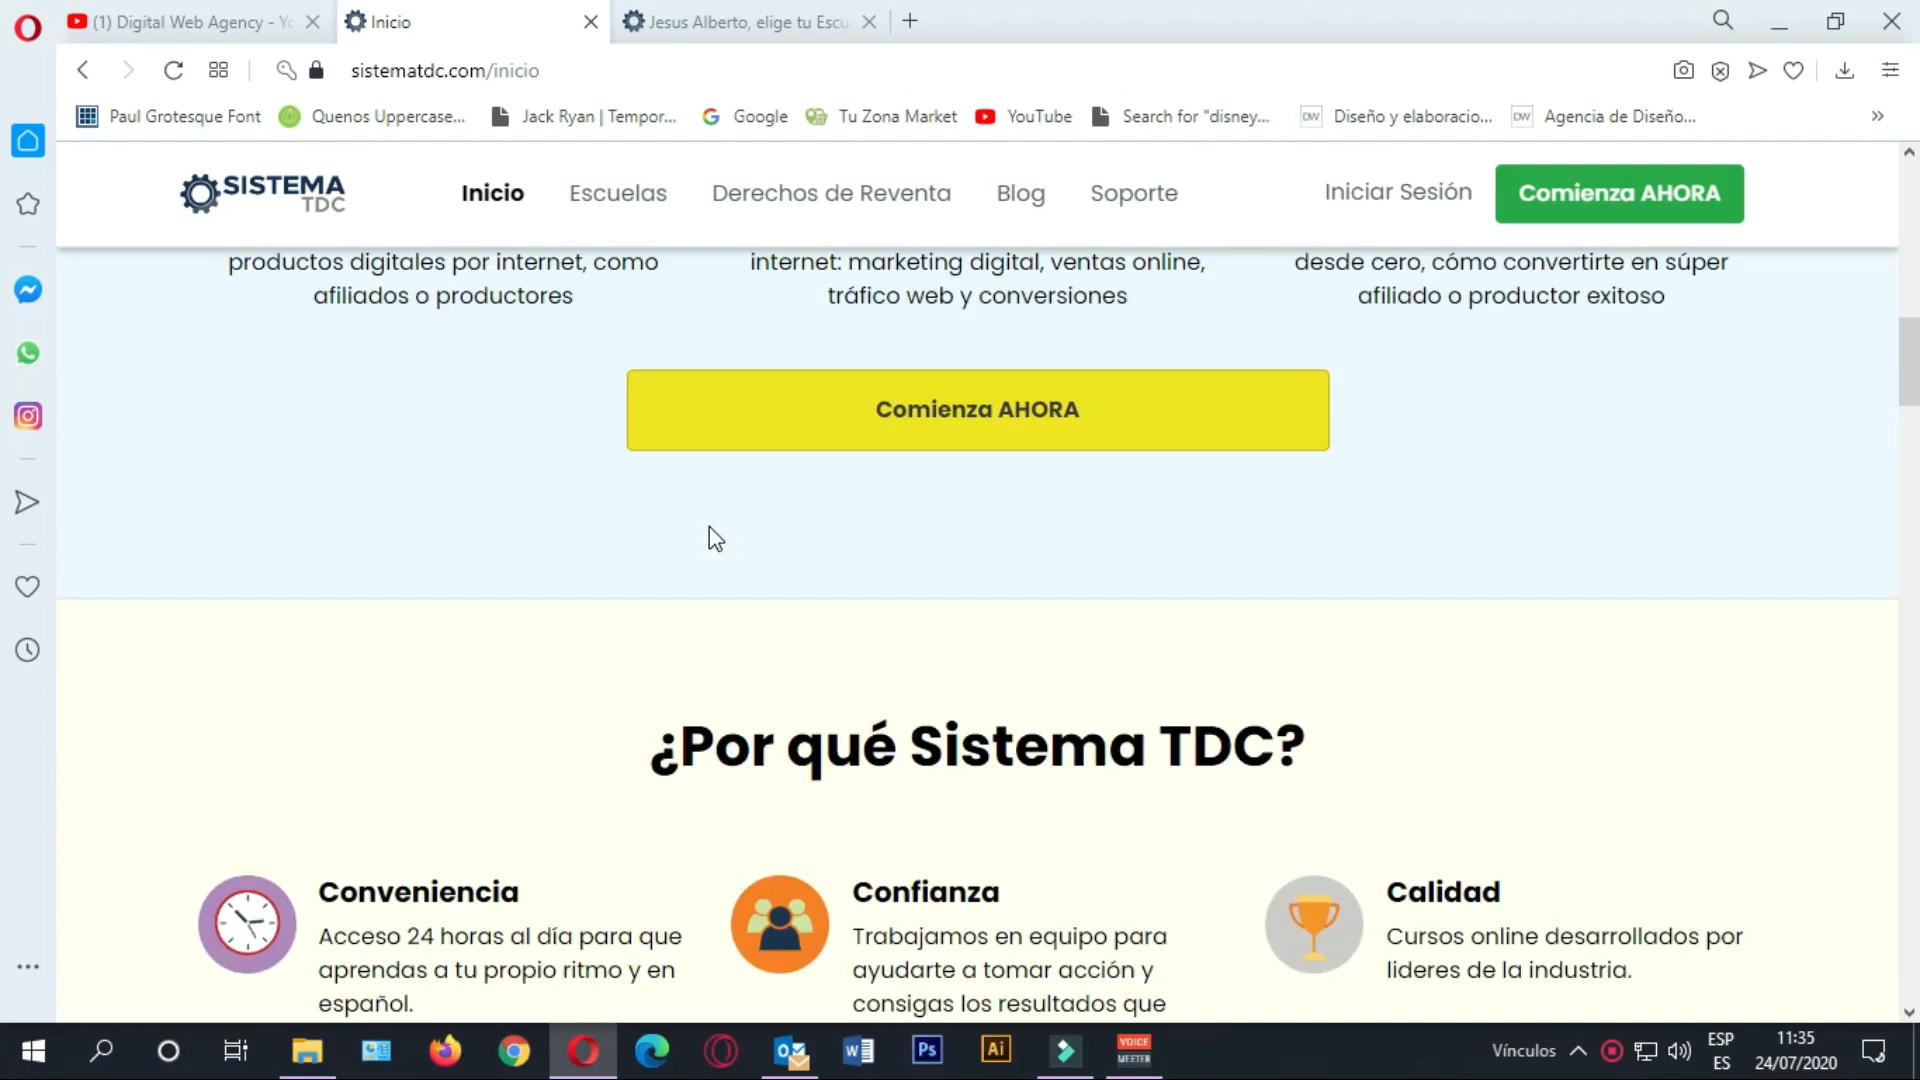 (1) Digital Web Agency - Yo
Inicio
Jesus Alberto, elige tu Escu
sistematdc.com/inicio
Paul Grotesque Font
Quenos Uppercase...
Jack Ryan | Tempor...
Google
Tu Zona Market
YouTube
Search for "disney...
DW
Diseño y elaboracio...
DW
Agencia de Diseño...
SISTEMA
TDC
Inicio
Escuelas
Derechos de Reventa
Blog
Soporte
Iniciar Sesión
Comienza AHORA
productos digitales por internet, como
afiliados o productores
internet: marketing digital, ventas online,
tráfico web y conversiones
desde cero, cómo convertirte en súper
afiliado o productor exitoso
Comienza AHORA
¿Por qué Sistema TDC?
Conveniencia
Acceso 24 horas al día para que
aprendas a tu propio ritmo y en
español.
Confianza
Trabajamos en equipo para
ayudarte a tomar acción y
consigas los resultados que
Calidad
Cursos online desarrollados por
lideres de la industria.
Ps
Ai
VOICE
MEETER
Vínculos
ESP
ES
11:35
24/07/2020